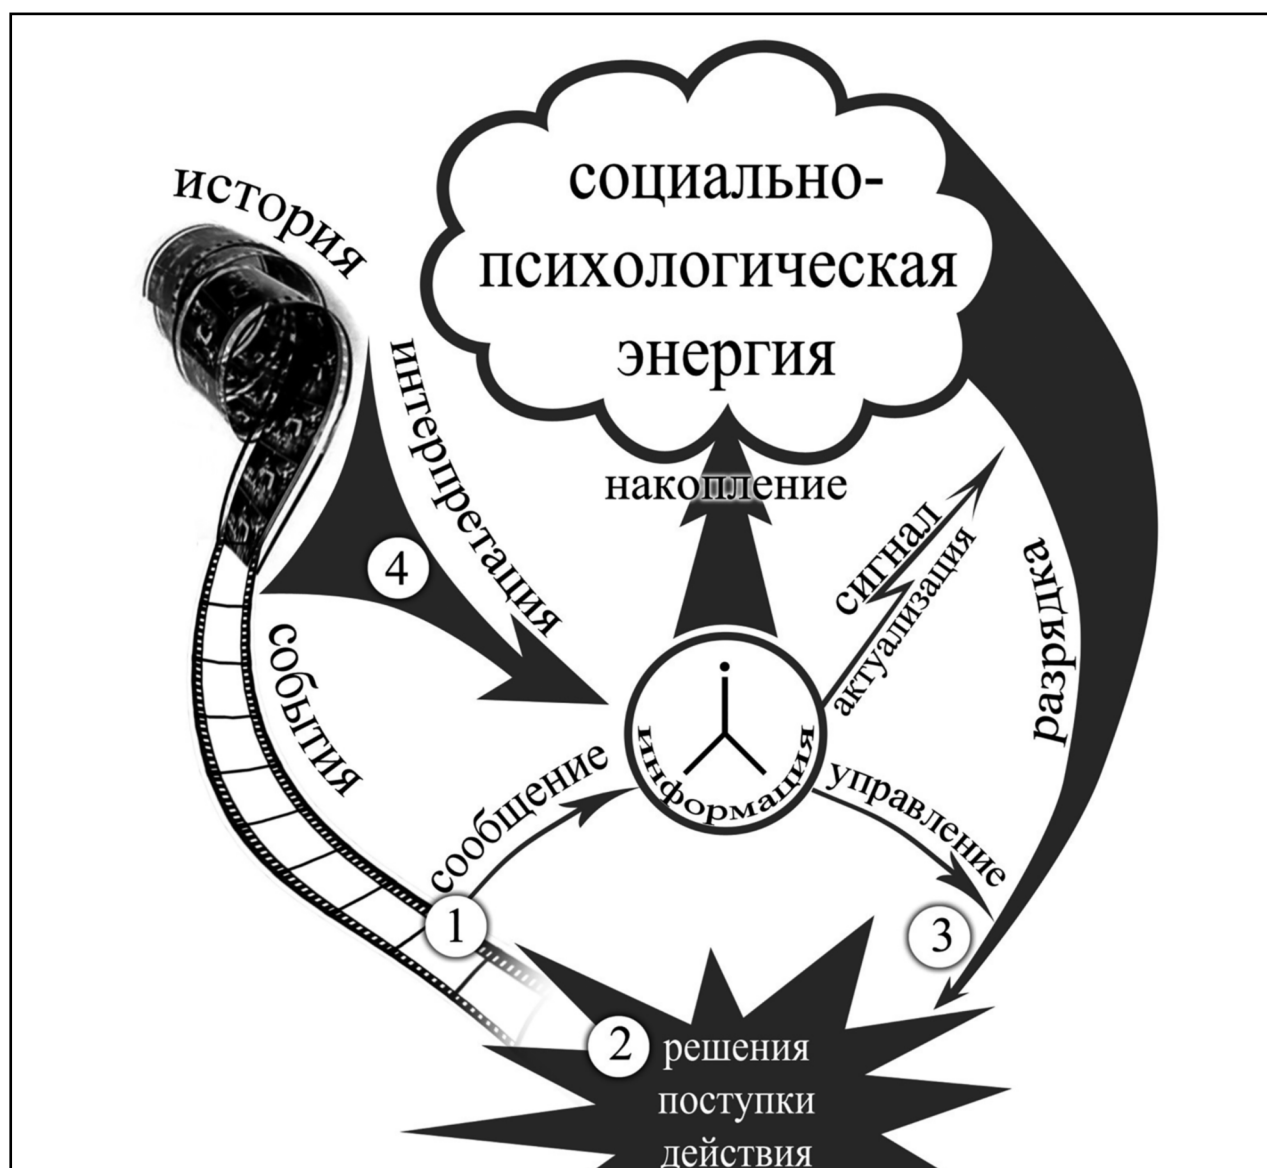 социально-
психологическая
энергия
история
интерпретация
накопление
сигнал
актуализация
разрядка
4
события
сообщение
информация
управление
1
3
2
решения
поступки
действия